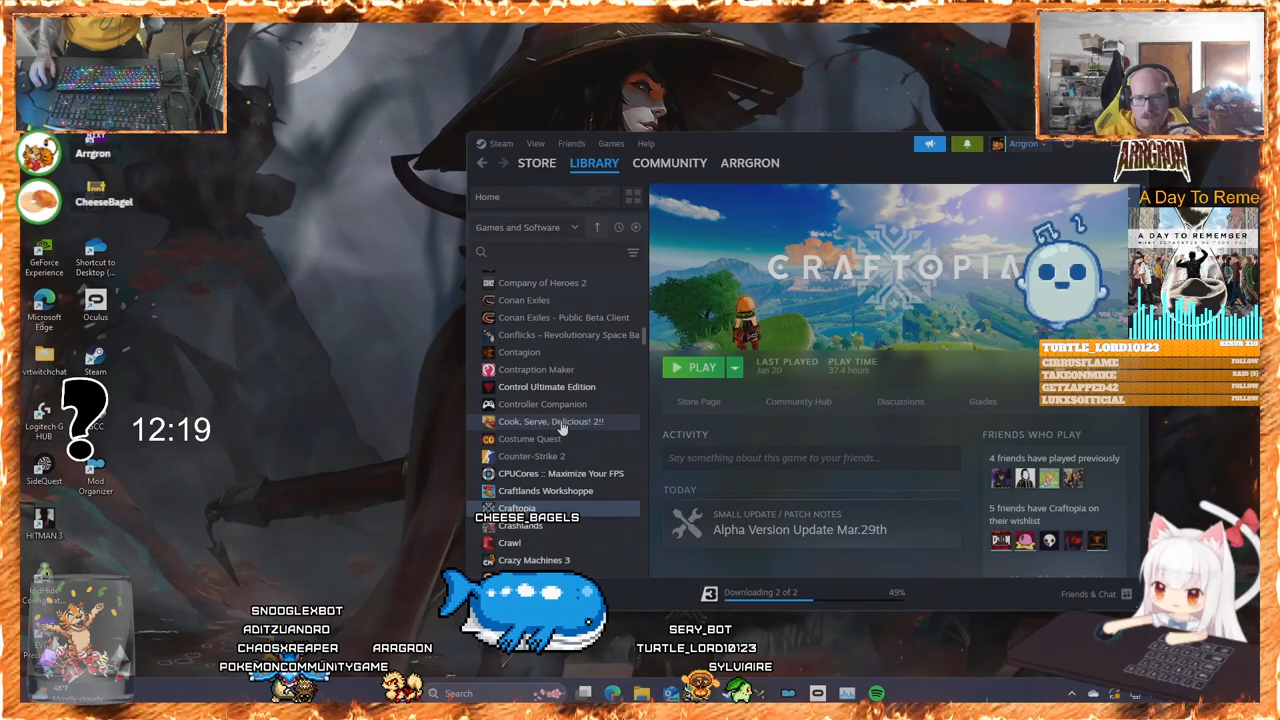 Arrgron
CheeseBagel
GeForce
Experience
Shortcut to
Desktop (...
Microsoft
Edge
Oculus
vrtwitchchat
Steam
12:19
Logitech G
HUB
SideQuest
Mod
Organizer
HITMAN 3
48°F
Mostly cloudy
Steam View Friends Games Help
Arrgron
STORE LIBRARY COMMUNITY ARRGRON
Home
Games and Software
Company of Heroes 2
Conan Exiles
Conan Exiles - Public Beta Client
Conflicks - Revolutionary Space Ba
Contagion
Contraption Maker
Control Ultimate Edition
Controller Companion
Cook, Serve, Delicious! 2!!
Costume Quest
Counter-Strike 2
CPUCores :: Maximize Your FPS
Craftlands Workshoppe
Craftopia
CHEESE_BAGELS
Crashlands
Crawl
Crazy Machines 3
CRAFTOPIA
PLAY
LAST PLAYED
Jan 20
PLAY TIME
37.4 hours
Store Page Community Hub Discussions Guides
ACTIVITY
Say something about this game to your friends...
TODAY
SMALL UPDATE / PATCH NOTES
Alpha Version Update Mar.29th
FRIENDS WHO PLAY
4 friends have played previously
5 friends have Craftopia on
their wishlist
Downloading 2 of 2
49%
Friends & Chat
ARRGRON
A Day To Reme
A DAY TO REMEMBER
TURTLE_LORD10123 RESUB X10
CIRRUSFLAME FOLLOW
TAKEONMIKE RAID (5)
GETZAPPED42 FOLLOW
LUKXSOFFICIAL FOLLOW
SNOOGLEXBOT
ADITZUANDRO
CHAOSXREAPER
POKEMONCOMMUNITYGAME
ARRGRON
SERY_BOT
TURTLE_LORD10123
SYLVIAIRE
Search